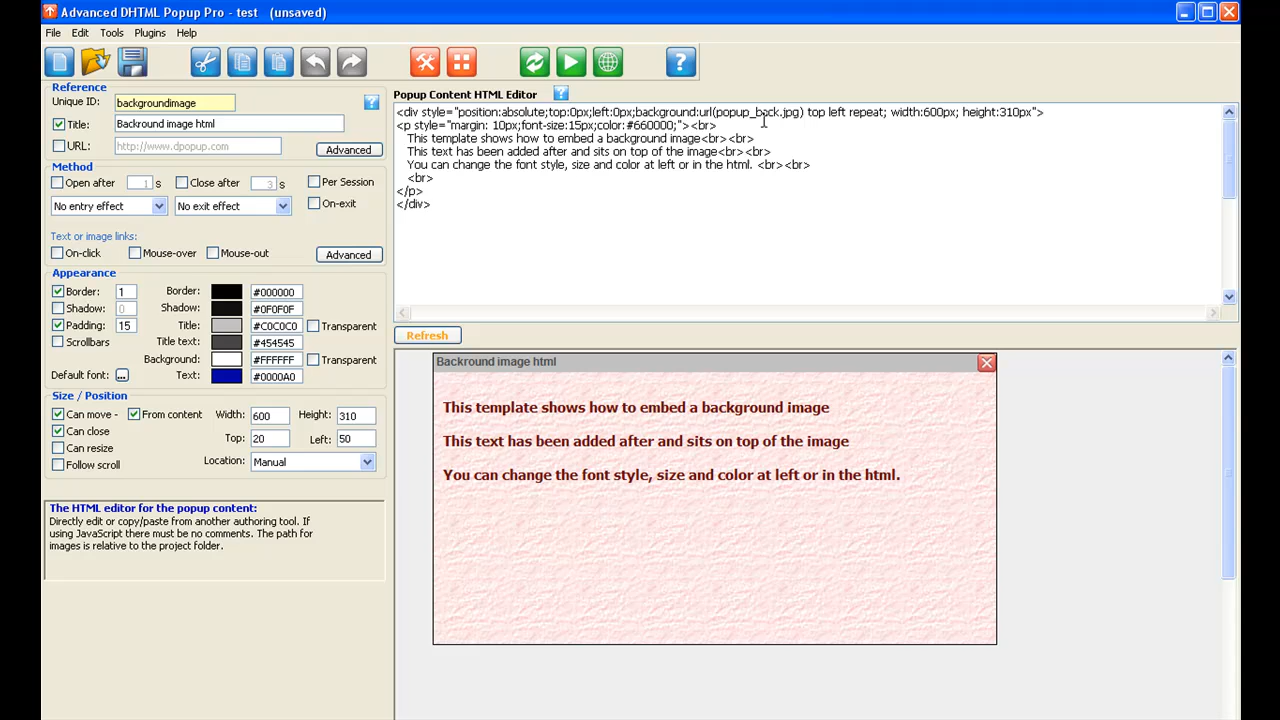 Advanced DHTML Popup Pro - test   (unsaved)
File Edit Tools Plugins Help
Reference
Unique ID: backgroundimage
Title: Backround image html
URL: http://www.dpopup.com
Advanced
Method
Open after 1 s Close after 3 s Per Session
No entry effect No exit effect On-exit
Text or image links:
On-click Mouse-over Mouse-out Advanced
Appearance
Border: 1 Border: #000000
Shadow: 0 Shadow: #0F0F0F
Padding: 15 Title: #C0C0C0 Transparent
Scrollbars Title text: #454545
Background: #FFFFFF Transparent
Default font: ... Text: #0000A0
Size / Position
Can move - From content Width: 600 Height: 310
Can close Top: 20 Left: 50
Can resize
Follow scroll Location: Manual
The HTML editor for the popup content:
Directly edit or copy/paste from another authoring tool. If
using JavaScript there must be no comments. The path for
images is relative to the project folder.
Popup Content HTML Editor ?
<div style="position:absolute;top:0px;left:0px;background:url(popup_back.jpg) top left repeat; width:600px; height:310px">
<p style="margin: 10px;font-size:15px;color:#660000;"><br>
This template shows how to embed a background image<br><br>
This text has been added after and sits on top of the image<br><br>
You can change the font style, size and color at left or in the html. <br><br>
<br>
</p>
</div>
Refresh
Backround image html
This template shows how to embed a background image
This text has been added after and sits on top of the image
You can change the font style, size and color at left or in the html.